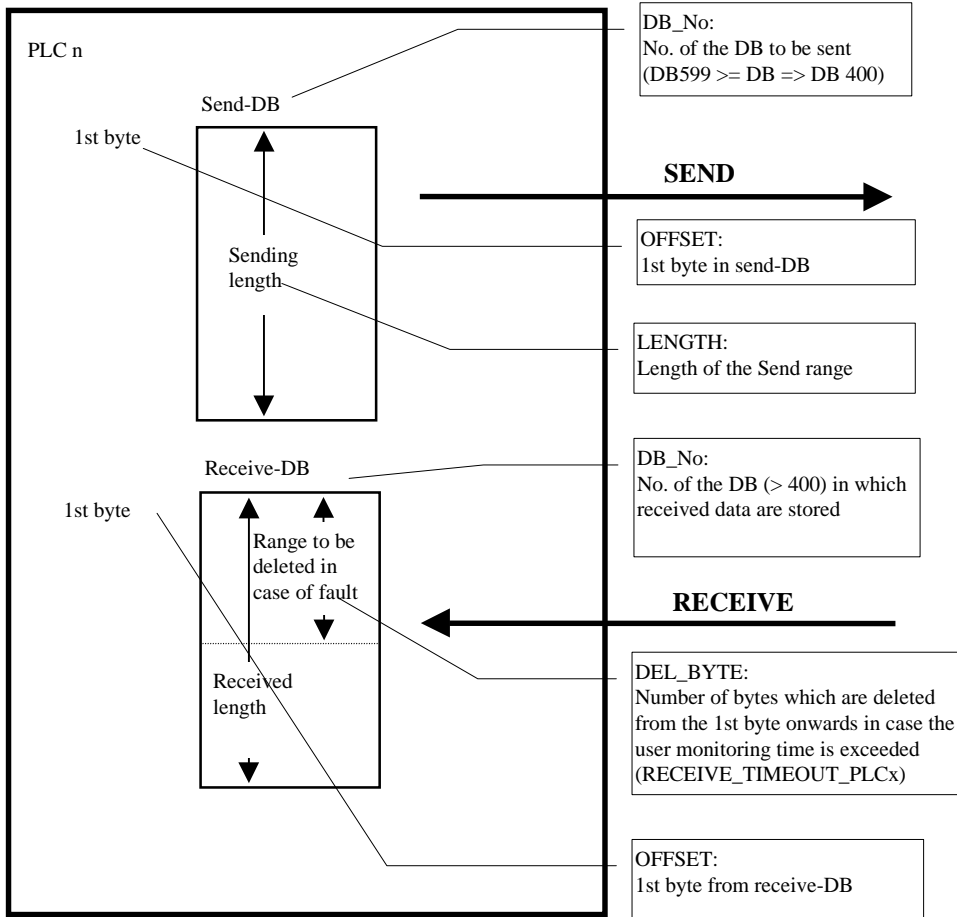 PLC n
DB_No:
No. of the DB to be sent
(DB599 >= DB => DB 400)
Send-DB
1st byte
SEND
Sending
length
OFFSET:
1st byte in send-DB
LENGTH:
Length of the Send range
Receive-DB
DB_No:
No. of the DB (> 400) in which
received data are stored
1st byte
Range to be
deleted in
case of fault
RECEIVE
Received
length
DEL_BYTE:
Number of bytes which are deleted
from the 1st byte onwards in case the
user monitoring time is exceeded
(RECEIVE_TIMEOUT_PLCx)
OFFSET:
1st byte from receive-DB